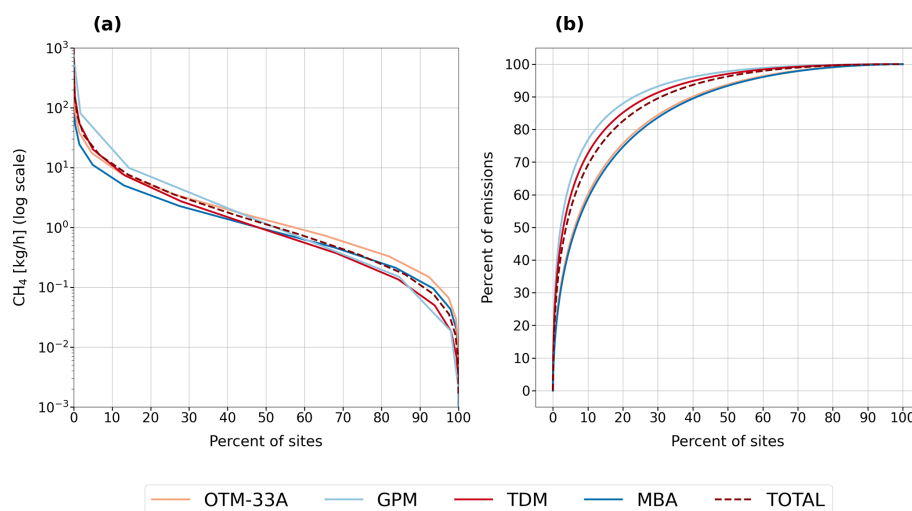 (a)
(b)
10³
10²
10¹
10⁰
10⁻¹
10⁻²
10⁻³
CH₄ [kg/h] (log scale)
0 10 20 30 40 50 60 70 80 90 100
Percent of sites
100
90
80
70
60
50
40
30
20
10
0
Percent of emissions
0 10 20 30 40 50 60 70 80 90 100
Percent of sites
OTM-33A GPM TDM MBA TOTAL